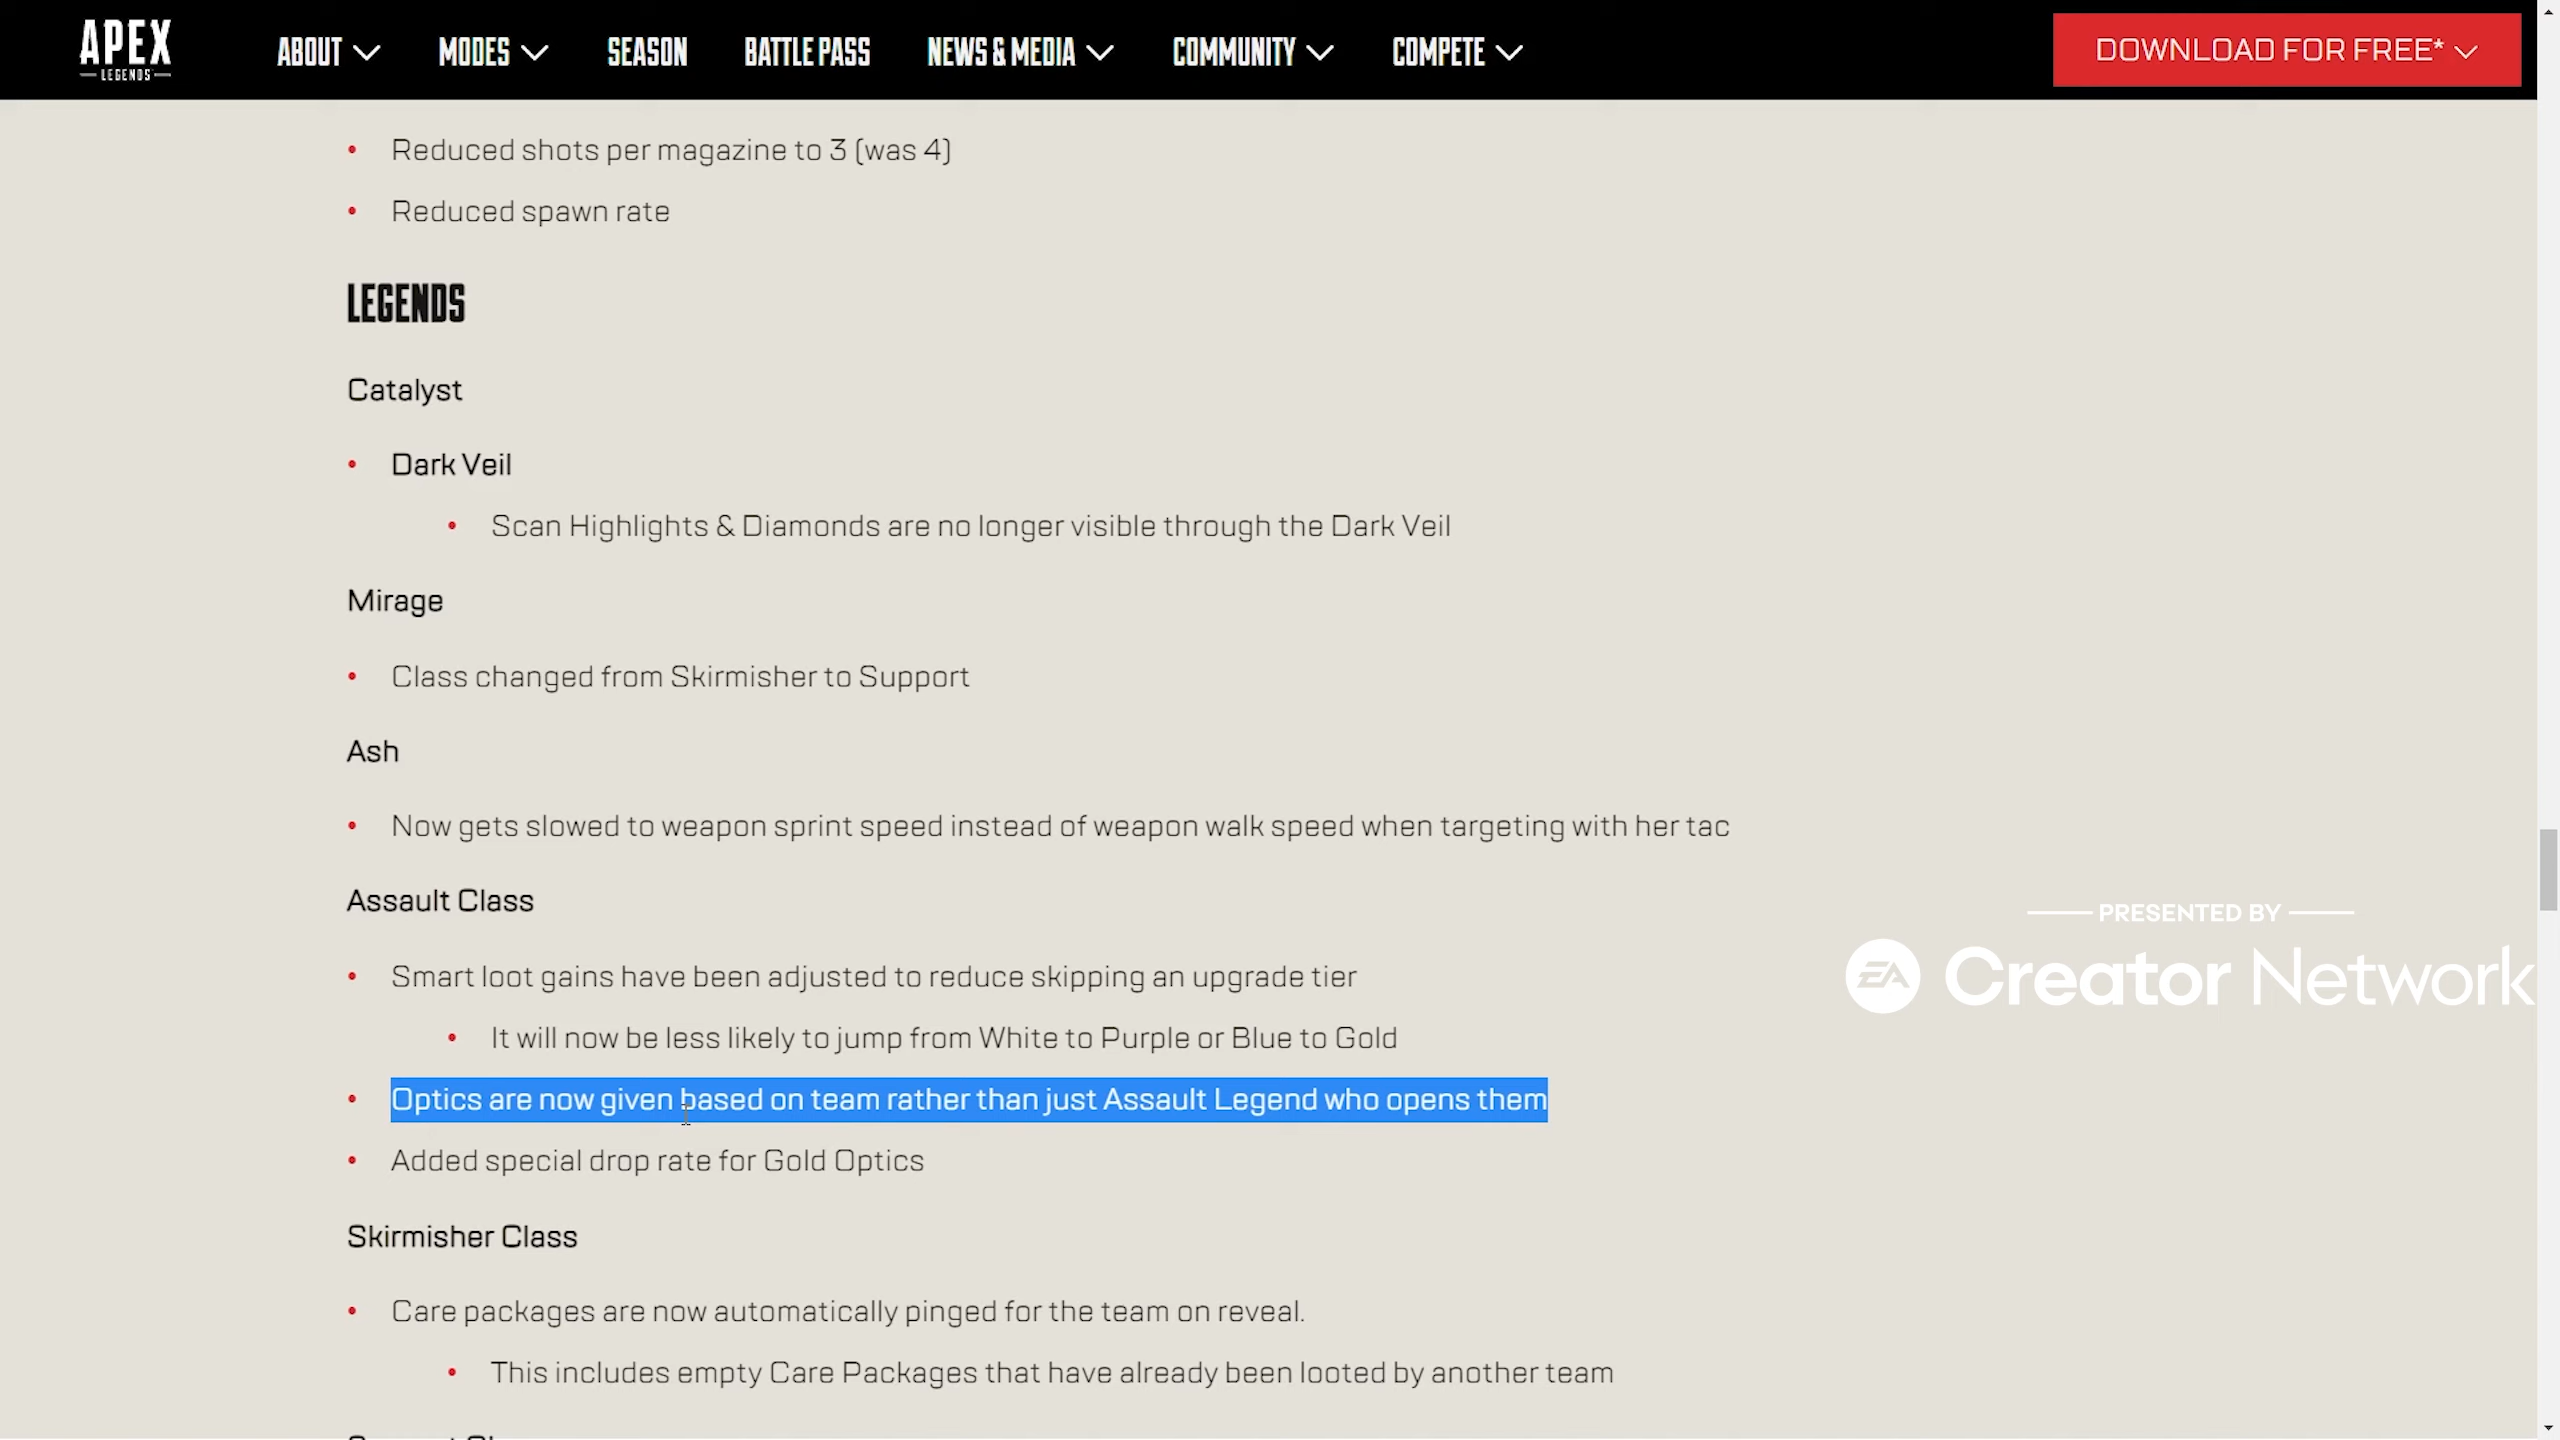 APEX
LEGENDS
ABOUT
MODES
SEASON
BATTLE PASS
NEWS & MEDIA
COMMUNITY
COMPETE
DOWNLOAD FOR FREE*
Reduced shots per magazine to 3 (was 4)
Reduced spawn rate
LEGENDS
Catalyst
Dark Veil
Scan Highlights & Diamonds are no longer visible through the Dark Veil
Mirage
Class changed from Skirmisher to Support
Ash
Now gets slowed to weapon sprint speed instead of weapon walk speed when targeting with her tac
Assault Class
Smart loot gains have been adjusted to reduce skipping an upgrade tier
It will now be less likely to jump from White to Purple or Blue to Gold
Optics are now given based on team rather than just Assault Legend who opens them
Added special drop rate for Gold Optics
Skirmisher Class
Care packages are now automatically pinged for the team on reveal.
This includes empty Care Packages that have already been looted by another team
PRESENTED BY
EA Creator Network